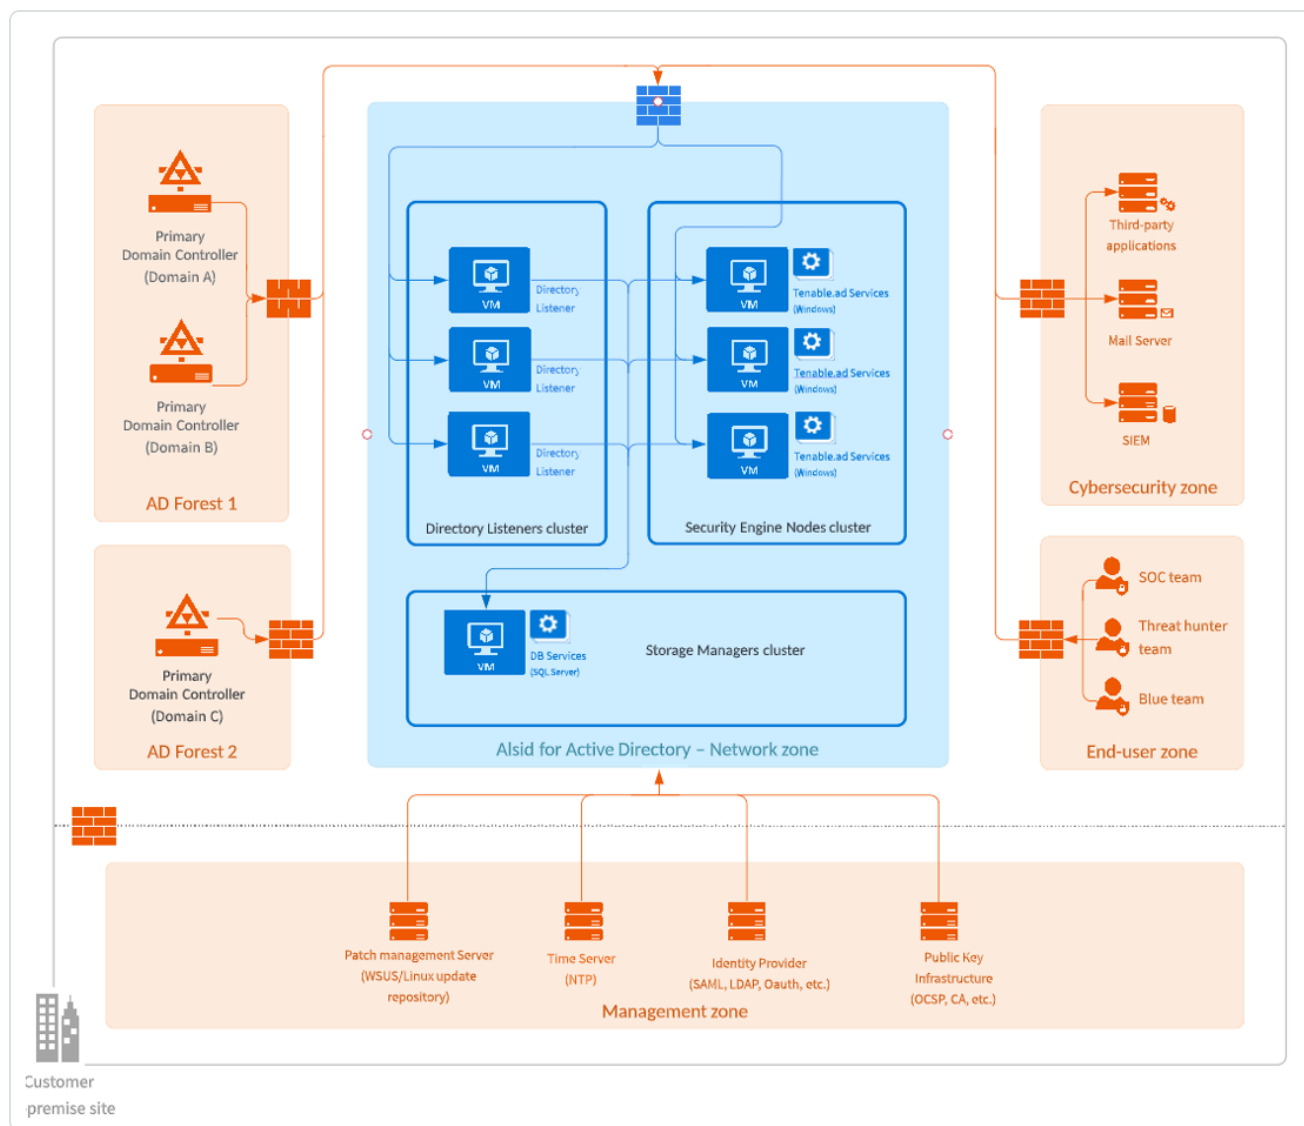 Primary
Domain Controller
(Domain A)
Primary
Domain Controller
(Domain B)
AD Forest 1
Primary
Domain Controller
(Domain C)
AD Forest 2
VM
Directory
Listener
VM
Directory
Listener
VM
Directory
Listener
Directory Listeners cluster
VM
Tenable.ad Services
(Windows)
VM
Tenable.ad Services
(Windows)
VM
Tenable.ad Services
(Windows)
Security Engine Nodes cluster
VM
DB Services
(SQL Server)
Storage Managers cluster
Alsid for Active Directory – Network zone
Third-party
applications
Mail Server
SIEM
Cybersecurity zone
SOC team
Threat hunter
team
Blue team
End-user zone
Patch management Server
(WSUS/Linux update
repository)
Time Server
(NTP)
Identity Provider
(SAML, LDAP, Oauth, etc.)
Public Key
Infrastructure
(OCSP, CA, etc.)
Management zone
Customer
-premise site